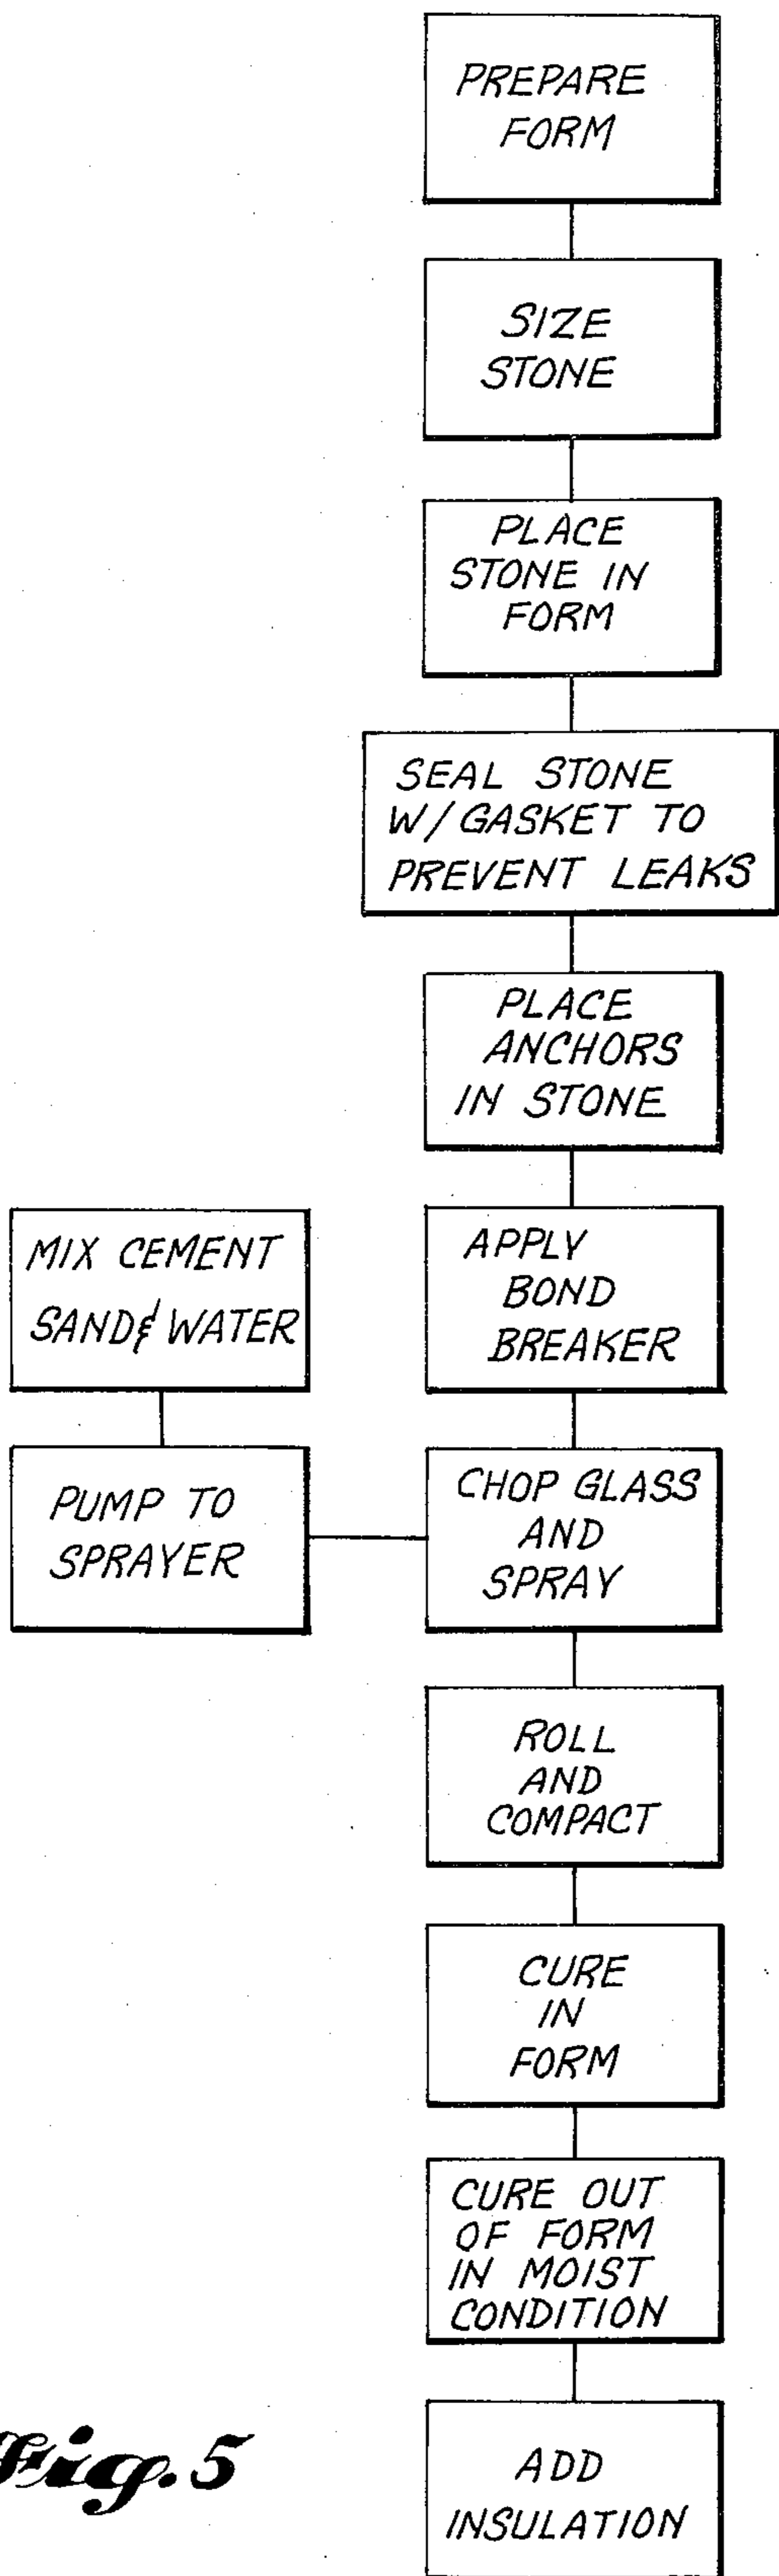 PREPARE
FORM
SIZE
STONE
PLACE
STONE IN
FORM
SEAL STONE
W/GASKET TO
PREVENT LEAKS
PLACE
ANCHORS
IN STONE
MIX CEMENT
SAND & WATER
APPLY
BOND
BREAKER
PUMP TO
SPRAYER
CHOP GLASS
AND
SPRAY
ROLL
AND
COMPACT
CURE
IN
FORM
CURE OUT
OF FORM
IN MOIST
CONDITION
ADD
INSULATION
Fig. 5